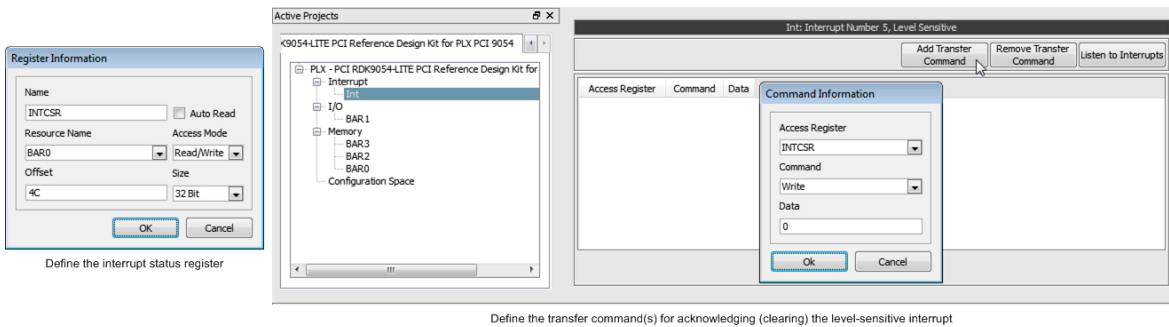 Register Information
Name
INTCSR
Auto Read
Resource Name
Access Mode
BAR0
Read/Write
Offset
Size
4C
32 Bit
OK
Cancel
Define the interrupt status register
Active Projects
<9054-LITE PCI Reference Design Kit for PLX PCI 9054
PLX - PCI RDK9054-LITE PCI Reference Design Kit for
Interrupt
Int
I/O
BAR1
Memory
BAR3
BAR2
BAR0
Configuration Space
Int: Interrupt Number 5, Level Sensitive
Add Transfer
Command
Remove Transfer
Command
Listen to Interrupts
Access Register
Command
Data
Command Information
Access Register
INTCSR
Command
Write
Data
0
Ok
Cancel
Define the transfer command(s) for acknowledging (clearing) the level-sensitive interrupt